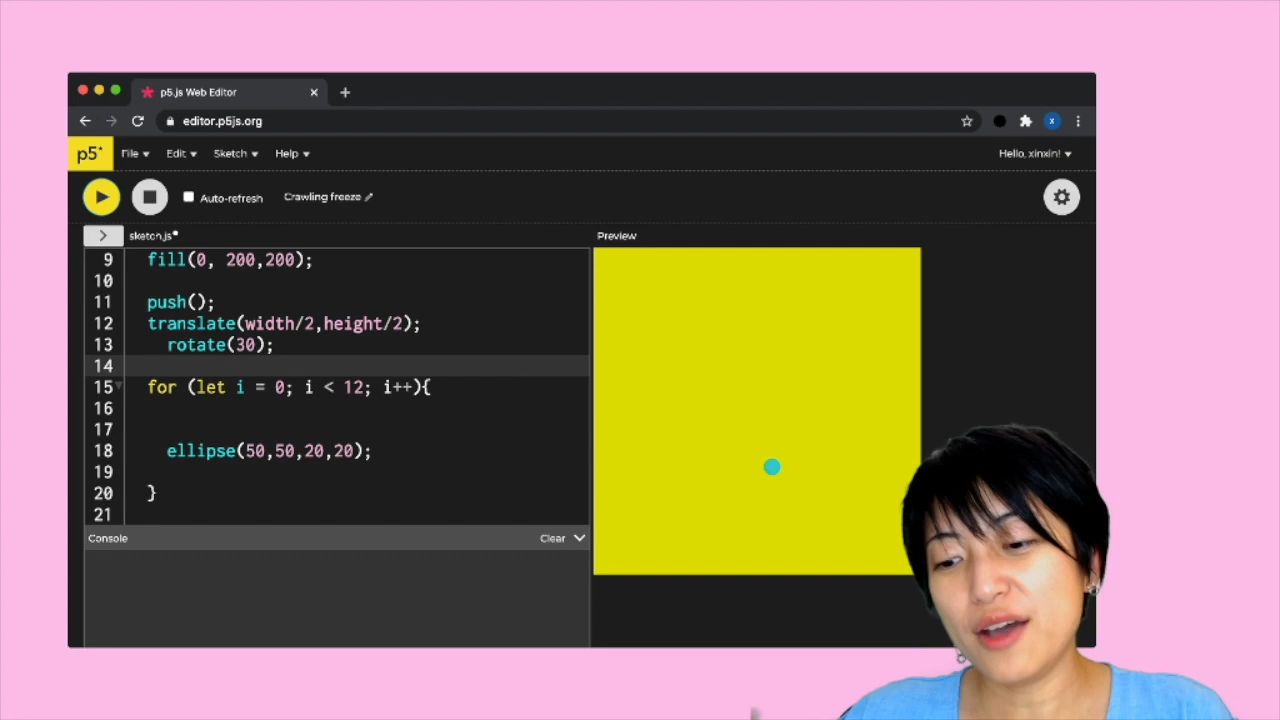 p5.js Web Editor
editor.p5js.org
p5* File Edit Sketch Help Hello, xinxin!
Auto-refresh Crawling freeze
sketch.js* Preview
9 fill(0, 200,200);
10
11 push();
12 translate(width/2,height/2);
13 rotate(30);
14
15 for (let i = 0; i < 12; i++){
16
17
18 ellipse(50,50,20,20);
19
20 }
21
Console Clear